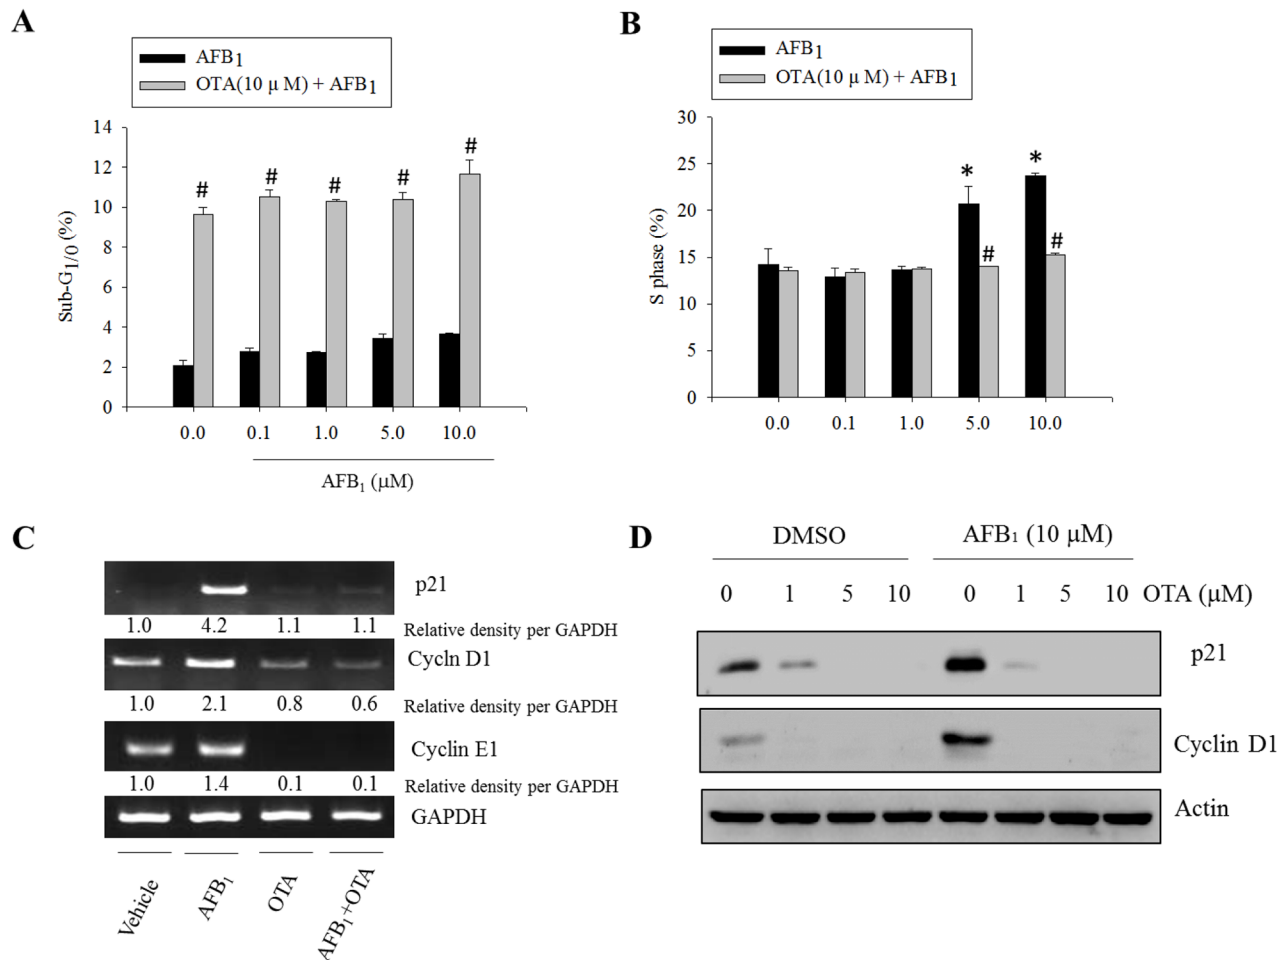 A
AFB1
OTA(10 μ M) + AFB1
14
12
10
8
6
4
2
0
Sub-G1/0 (%)
# # # # #
0.0 0.1 1.0 5.0 10.0
AFB1 (μM)
B
AFB1
OTA(10 μ M) + AFB1
30
25
20
15
10
5
0
S phase (%)
* *
# #
0.0 0.1 1.0 5.0 10.0
C
p21
1.0 4.2 1.1 1.1 Relative density per GAPDH
Cycln D1
1.0 2.1 0.8 0.6 Relative density per GAPDH
Cyclin E1
1.0 1.4 0.1 0.1 Relative density per GAPDH
GAPDH
Vehicle AFB1 OTA AFB1+OTA
D
DMSO AFB1 (10 μM)
0 1 5 10 0 1 5 10 OTA (μM)
p21
Cyclin D1
Actin